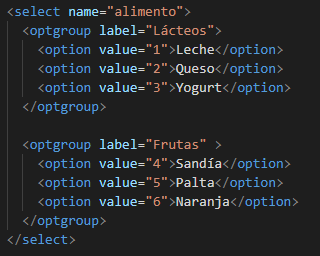 <select name="alimento">
<optgroup label="Lácteos">
<option value="1">Leche</option>
<option value="2">Queso</option>
<option value="3">Yogurt</option>
</optgroup>
<optgroup label="Frutas" >
<option value="4">Sandía</option>
<option value="5">Palta</option>
<option value="6">Naranja</option>
</optgroup>
</select>